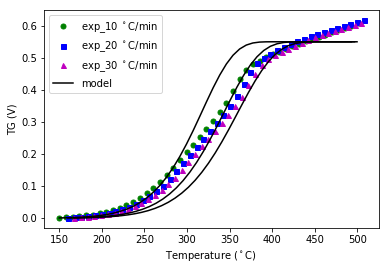 exp_10 °C/min
exp_20 °C/min
exp_30 °C/min
model
TG (V)
0.6
0.5
0.4
0.3
0.2
0.1
0.0
150 200 250 300 350 400 450 500
Temperature (°C)